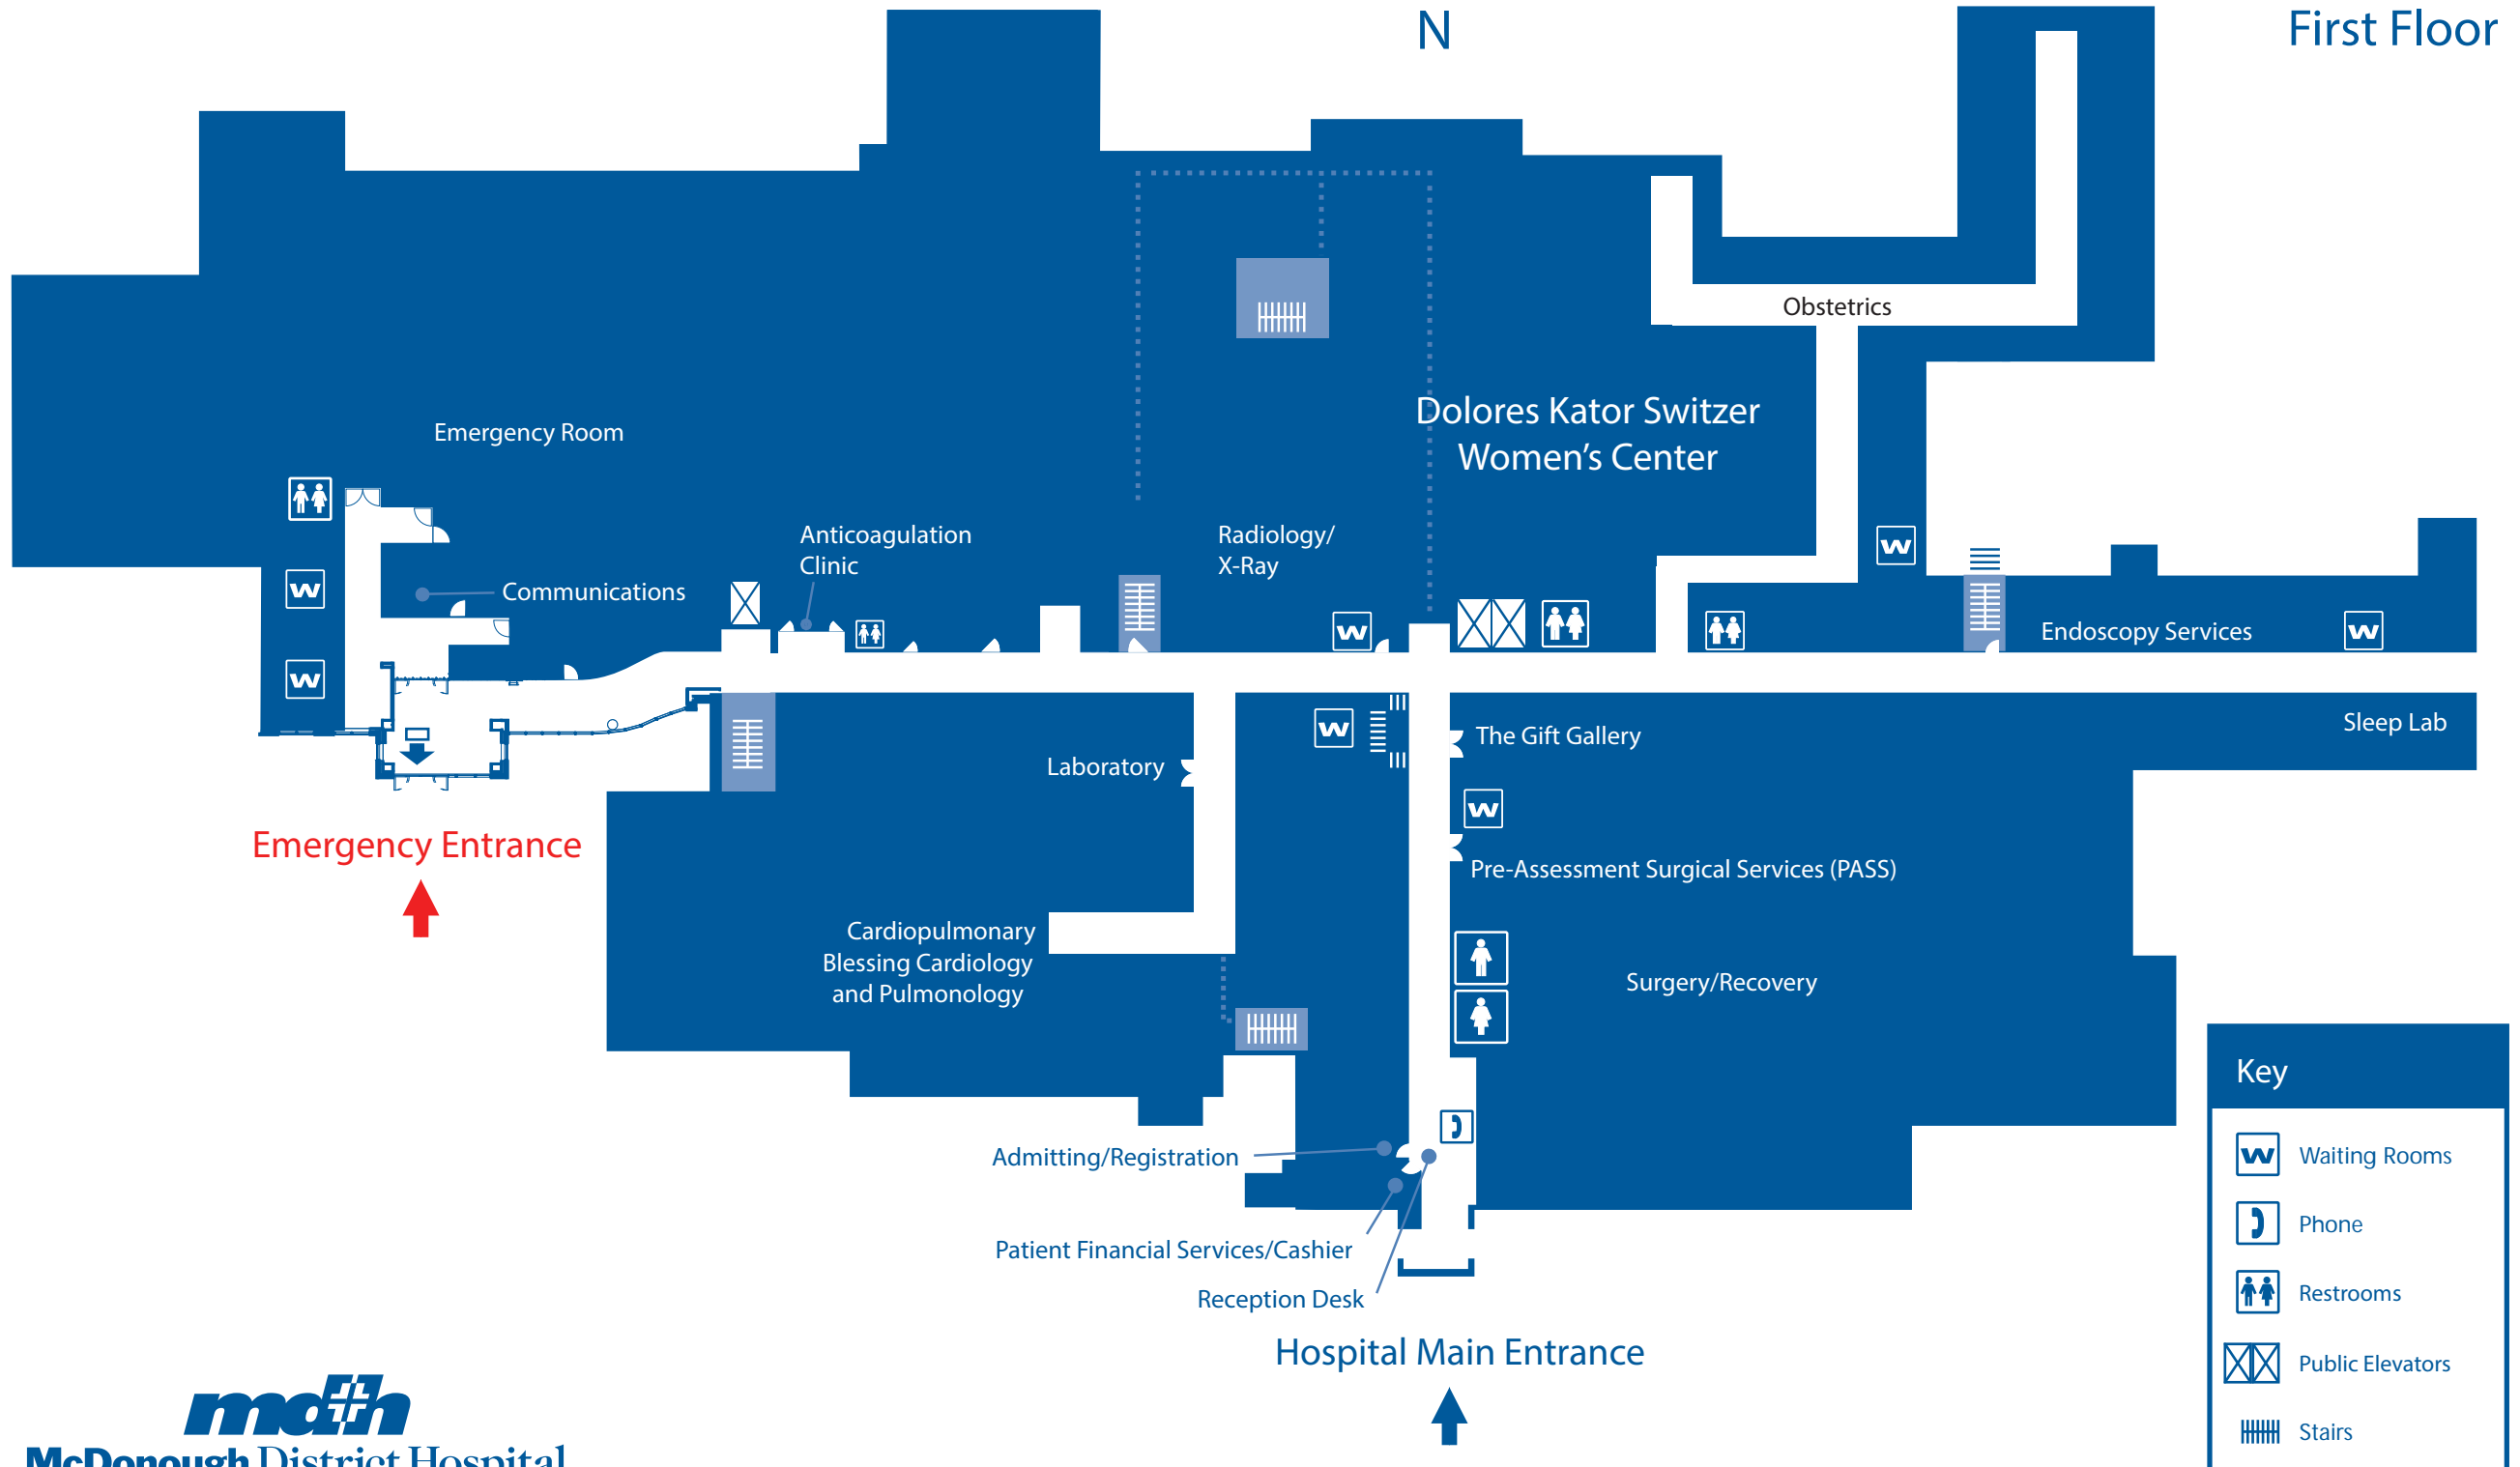 N
First Floor
Obstetrics
Dolores Kator Switzer
Women's Center
Emergency Room
Anticoagulation
Clinic
Radiology/
X-Ray
Communications
W
W
W
W
Endoscopy Services
W
Sleep Lab
W
The Gift Gallery
Laboratory
W
Pre-Assessment Surgical Services (PASS)
Emergency Entrance
Cardiopulmonary
Blessing Cardiology
and Pulmonology
Surgery/Recovery
Admitting/Registration
Patient Financial Services/Cashier
Reception Desk
Hospital Main Entrance
Key
W Waiting Rooms
Phone
Restrooms
Public Elevators
Stairs
mdh
McDonough District Hospital